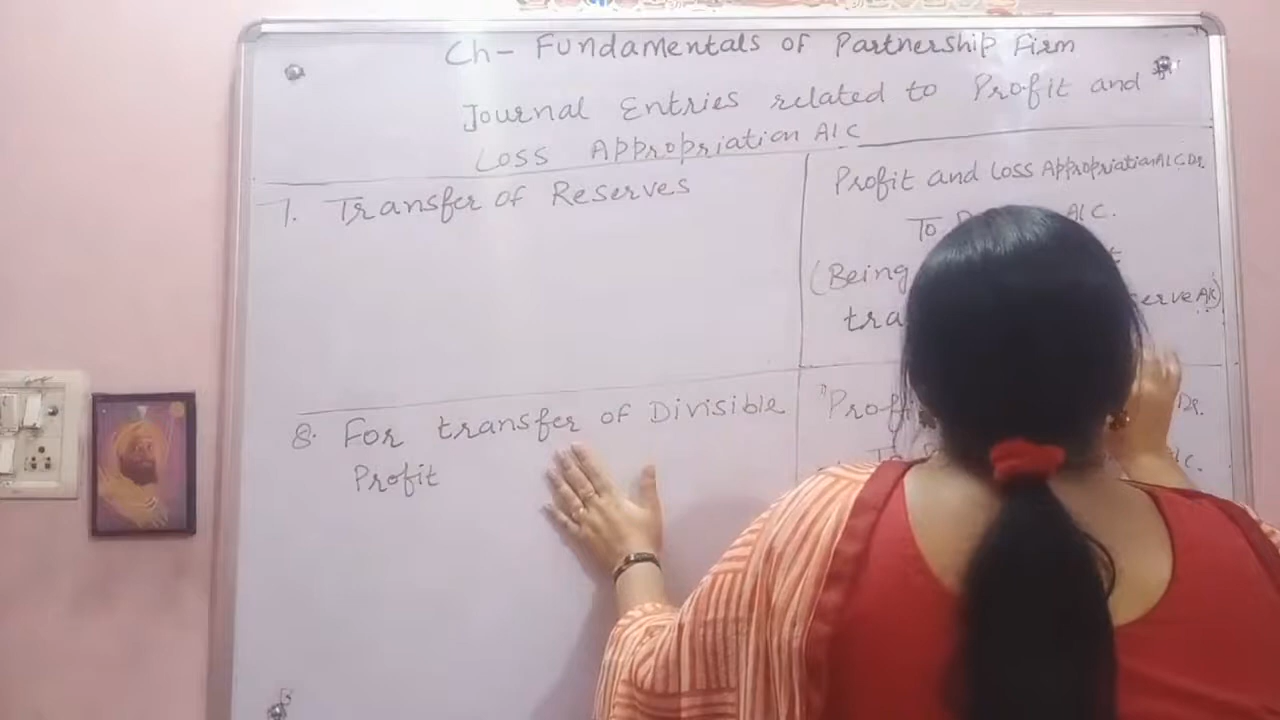 Ch- Fundamentals of Partnership Firm
Journal Entries related to Profit and
Loss Appropriation A/C
7. Transfer of Reserves
Profit and Loss Appropriation A/C Dr.
To A/C.
(Being
tra serve A/c)
8. For transfer of Divisible
Profit
"Prof Dr.
To /c.